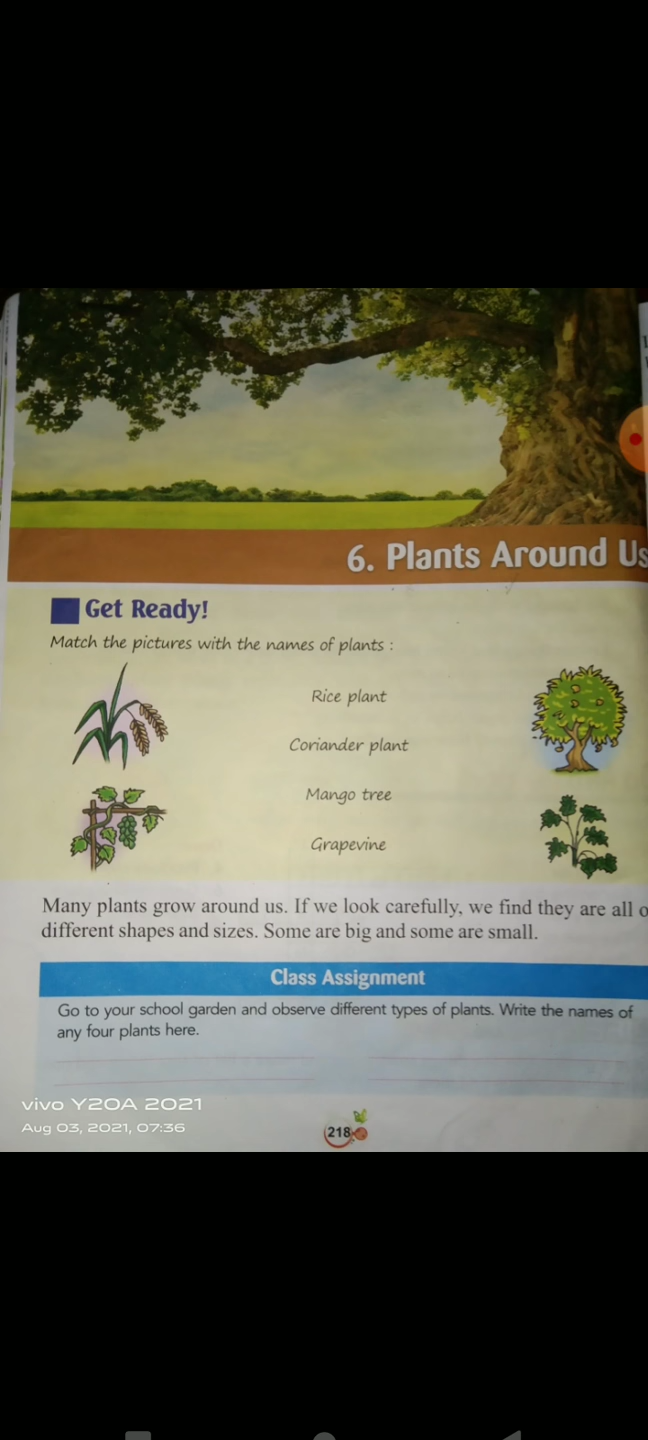 6. Plants Around Us
Get Ready!
Match the pictures with the names of plants :
Rice plant
Coriander plant
Mango tree
Grapevine
Many plants grow around us. If we look carefully, we find they are all o
different shapes and sizes. Some are big and some are small.
Class Assignment
Go to your school garden and observe different types of plants. Write the names of
any four plants here.
vivo Y20A 2021
Aug 03, 2021, 07:36
218